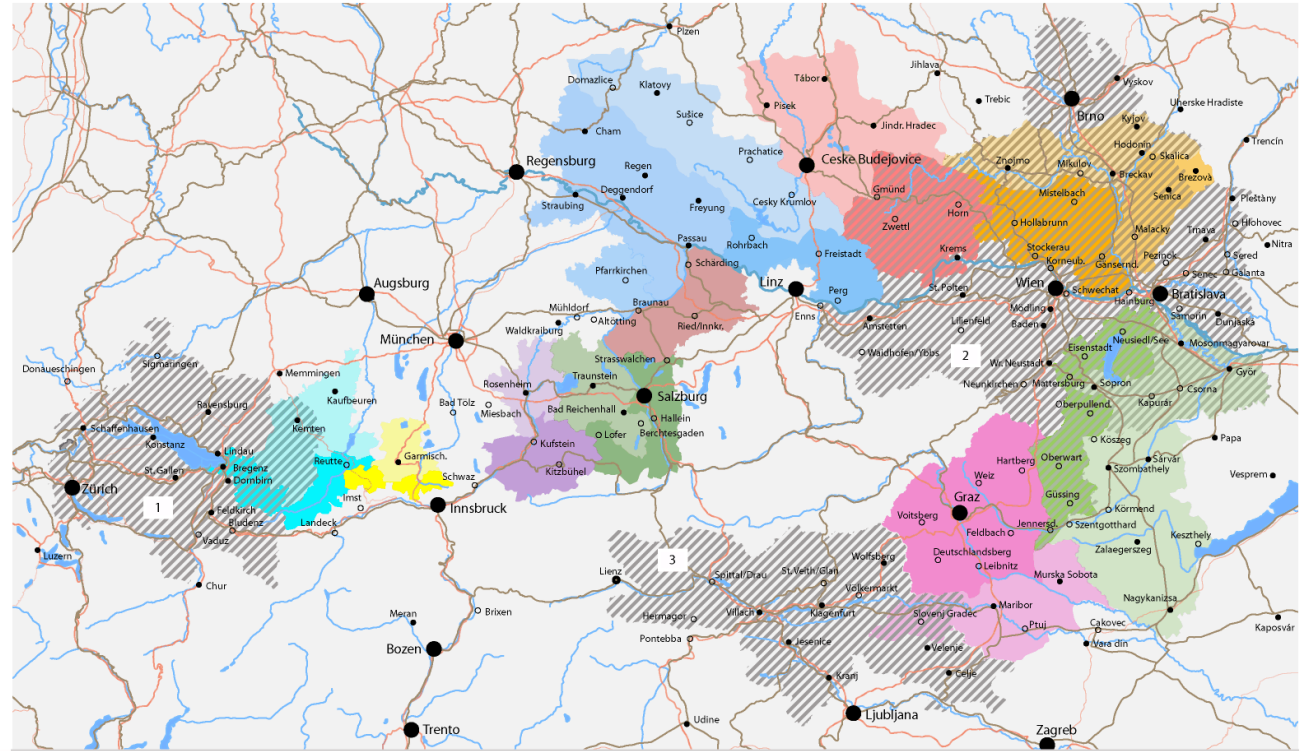 Plzen
Domazlice
Klatovy
Tábor
Jihlava
Vyskov
Sušice
Pisek
Trebic
Uherske Hradiste
Cham
Jindr. Hradec
Brno
Kyjov
Regensburg
Prachatice
Ceske Budejovice
Znojmo
Mikulov
Hodonin
Skalica
Trencín
Regen
Deggendorf
Straubing
Freyung
Cesky Krumlov
Gmünd
Horn
Mistelbach
Breckav
Brezová
Senica
Pleštany
Zwettl
Hollabrunn
Malacky
Trnava
Hlohovec
Passau
Rohrbach
Freistadt
Krems
Stockerau
Korneub.
Gänsernd.
Pezinok
Sered
Nitra
Schärding
Pfarrkirchen
Linz
Perg
St. Pölten
Wien
Schwechat
Hainburg
Senec
Galanta
Bratislava
Augsburg
Mühldorf
Altötting
Braunau
Ried/Innkr.
Enns
Amstetten
Lilienfeld
Mödling
Baden
Samorin
Dunjaska
Waldkraiburg
München
Strasswalchen
Waidhofen/Ybbs
2
Wr. Neustadt
Eisenstadt
Neusiedl/See
Mosonmagyarovar
Donaueschingen
Sigmaringen
Memmingen
Kaufbeuren
Rosenheim
Traunstein
Salzburg
Neunkirchen
Mattersburg
Sopron
Györ
Csorna
Kapurár
Ravensburg
Kemten
Bad Tölz
Miesbach
Bad Reichenhall
Hallein
Berchtesgaden
Oberpullend.
Schaffenhausen
Konstanz
Lindau
Bregenz
Dornbirn
Reutte
Garmisch.
Kufstein
Lofer
Kitzbühel
Köszeg
Papa
St. Gallen
Zürich
1
Imst
Schwaz
Innsbruck
Hartberg
Oberwart
Weiz
Sárvár
Szombathely
Vesprem
Feldkirch
Bludenz
Landeck
Vaduz
Graz
Voitsberg
Feldbach
Jennersd.
Güssing
Körmend
Szentgotthard
Luzern
Chur
3
Lienz
Spittal/Drau
St. Veith/Glan
Wolfsberg
Deutschlandsberg
Leibnitz
Zalaegerszeg
Keszthely
Völkermarkt
Murska Sobota
Meran
Brixen
Hermagor
Villach
Klagenfurt
Slovenj Gradec
Maribor
Nagykanizsa
Kaposvár
Pontebba
Jesenice
Velenje
Ptuj
Cakovec
Vara din
Bozen
Kranj
Celje
Trento
Udine
Ljubljana
Zagreb